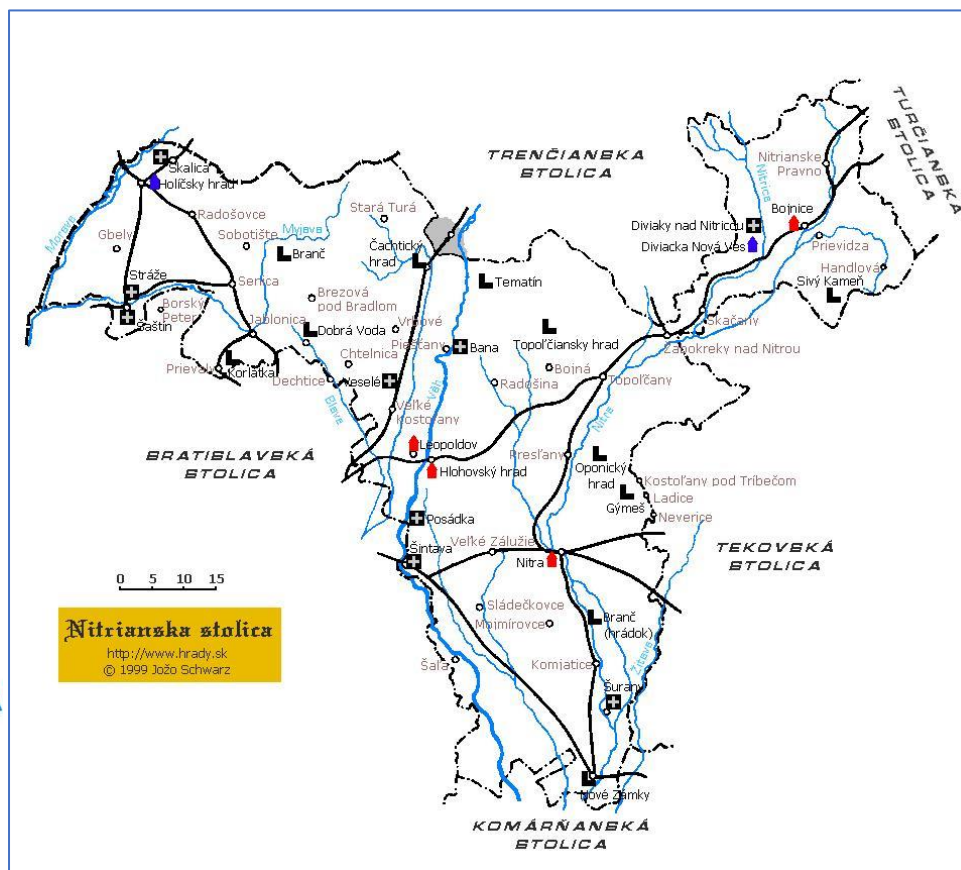 TRENČIANSKA
STOLICA
TURČIANSKA
STOLICA
Skalica
Holíčsky hrad
Morava
Gbely
Radošovce
Sobotište
Myjava
Branč
Stará Turá
Čachtický
hrad
Tematín
Nitrica
Nitrianske
Pravno
Bojnice
Diviaky nad Nitricou
Diviacka Nová Ves
Prievidza
Handlová
Sivý Kameň
Stráže
Senica
Borský
Peter
Šaštín
Jablonica
Brezová
pod Bradlom
Dobrá Voda
Vrbové
Piešťany
Bana
Topoľčiansky hrad
Skačany
Žabokreky nad Nitrou
Prievaly
Korlátka
Dechtice
Chtelnica
Veselé
Blava
Váh
Radošina
Bojná
Topoľčany
Nitra
Veľké
Kostoľany
BRATISLAVSKÁ
STOLICA
Leopoldov
Hlohovský hrad
Presľany
Oponický
hrad
Gýmeš
Kostoľany pod Tríbečom
Ladice
Neverice
Posádka
Šintava
Veľké Zálužie
Nitra
TEKOVSKÁ
STOLICA
0 5 10 15
Nitrianska stolica
http://www.hrady.sk
© 1999 Jožo Schwarz
Sládečkovce
Mojmírovce
Branč
(hrádok)
Žitava
Šaľa
Komjatice
Šurany
Nové Zámky
KOMÁRŇANSKÁ
STOLICA